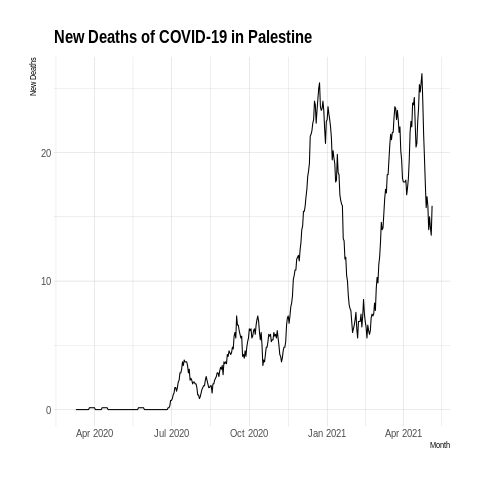 New Deaths of COVID-19 in Palestine
New Deaths
20
10
0
Apr 2020 Jul 2020 Oct 2020 Jan 2021 Apr 2021
Month